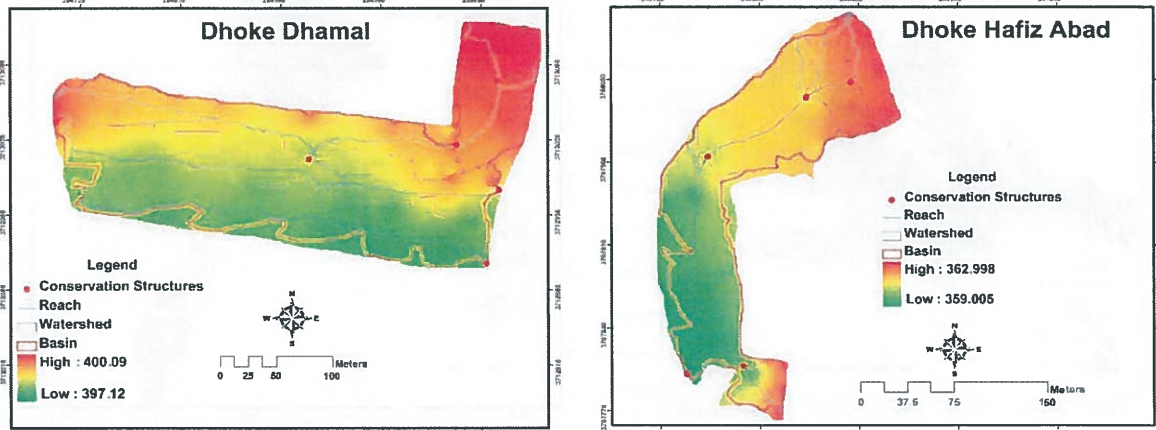 Dhoke Dhamal
Legend
Conservation Structures
Reach
Watershed
Basin
High : 400.09
Low : 397.12
N
W E
S
Meters
0 25 50 100
Dhoke Hafiz Abad
Legend
Conservation Structures
Reach
Watershed
Basin
High : 362.998
Low : 359.005
N
W E
S
Meters
0 37.5 75 150